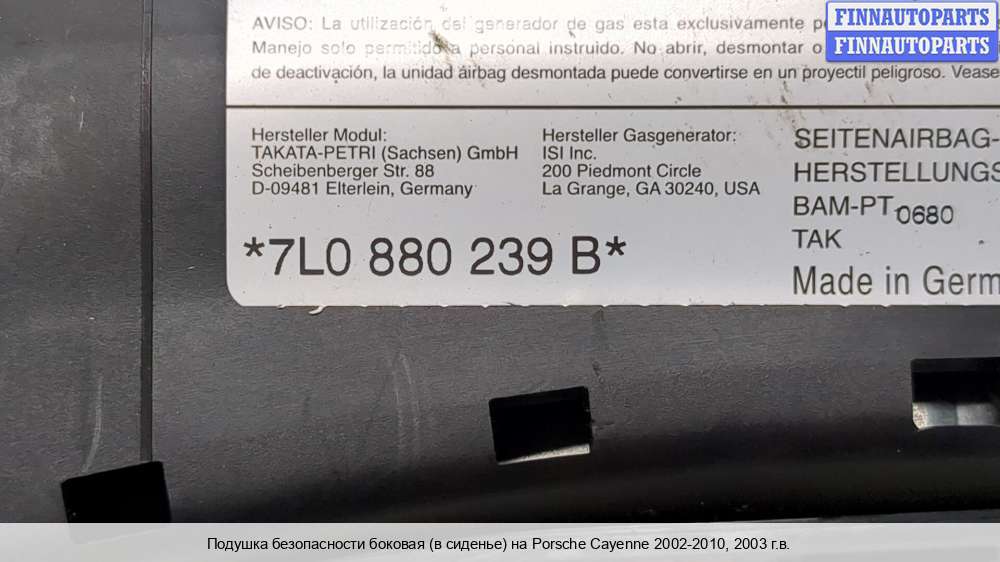 AVISO: La utilización del generador de gas esta exclusivamente
Manejo solo permitido a personal instruido. No abrir, desmontar o
de deactivación, la unidad áirbag desmontada puede convertirse en un proyectil peligroso. Vease
FINNAUTOPARTS
FINNAUTOPARTS
Hersteller Modul:
TAKATA-PETRI (Sachsen) GmbH
Scheibenberger Str. 88
D-09481 Elterlein, Germany
Hersteller Gasgenerator:
ISI Inc.
200 Piedmont Circle
La Grange, GA 30240, USA
SEITENAIRBAG-
HERSTELLUNGS
BAM-PT-0680
TAK
Made in Germ
*7L0 880 239 B*
Подушка безопасности боковая (в сиденье) на Porsche Cayenne 2002-2010, 2003 г.в.